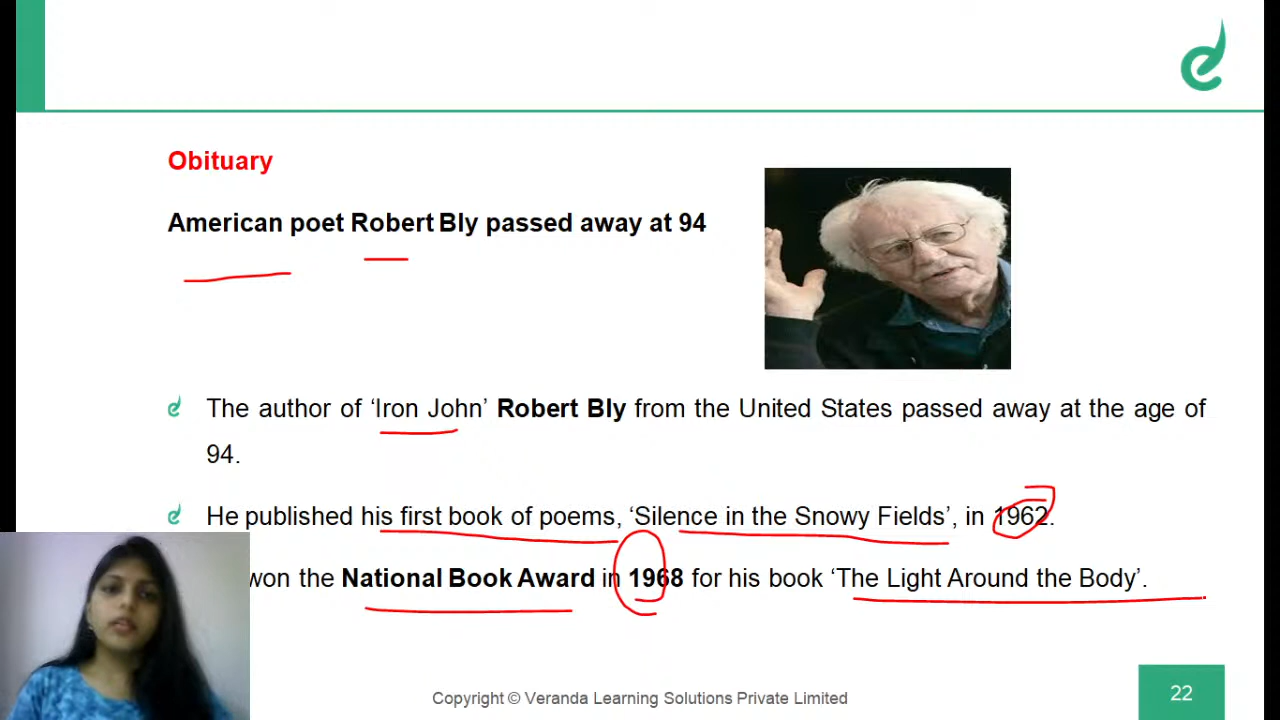 Obituary
American poet Robert Bly passed away at 94
The author of ‘Iron John’ Robert Bly from the United States passed away at the age of
94.
He published his first book of poems, ‘Silence in the Snowy Fields’, in 1962.
won the National Book Award in 1968 for his book ‘The Light Around the Body’.
Copyright © Veranda Learning Solutions Private Limited
22